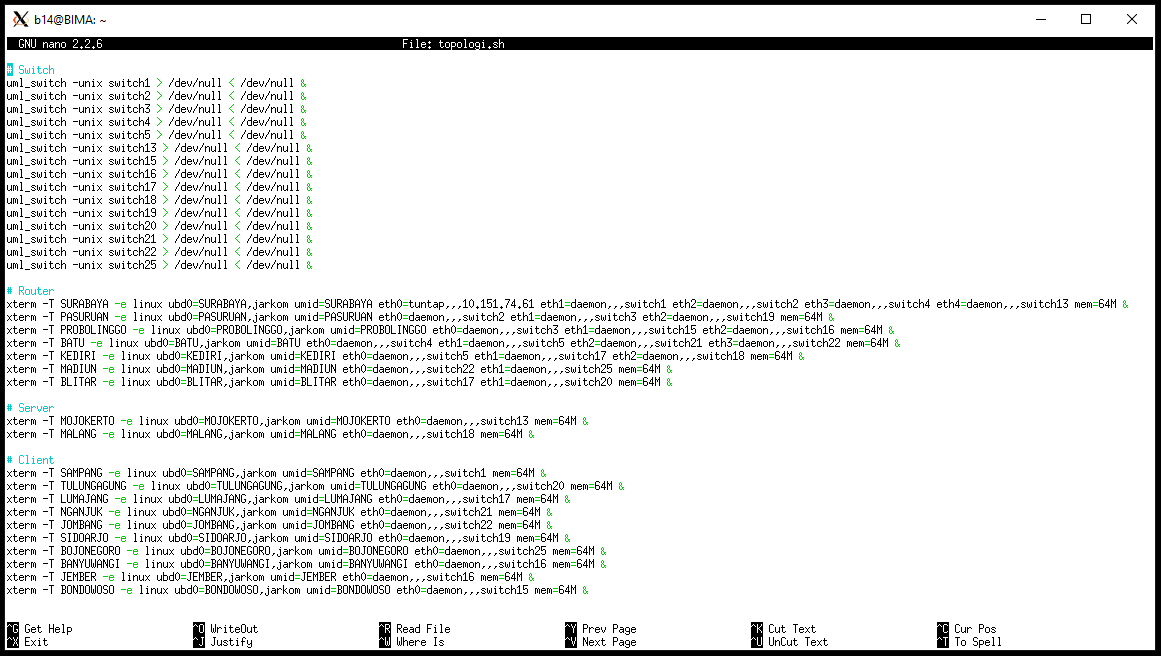 b14@BIMA: ~
GNU nano 2.2.6 File: topologi.sh
# Switch
uml_switch -unix switch1 > /dev/null < /dev/null &
uml_switch -unix switch2 > /dev/null < /dev/null &
uml_switch -unix switch3 > /dev/null < /dev/null &
uml_switch -unix switch4 > /dev/null < /dev/null &
uml_switch -unix switch5 > /dev/null < /dev/null &
uml_switch -unix switch13 > /dev/null < /dev/null &
uml_switch -unix switch15 > /dev/null < /dev/null &
uml_switch -unix switch16 > /dev/null < /dev/null &
uml_switch -unix switch17 > /dev/null < /dev/null &
uml_switch -unix switch18 > /dev/null < /dev/null &
uml_switch -unix switch19 > /dev/null < /dev/null &
uml_switch -unix switch20 > /dev/null < /dev/null &
uml_switch -unix switch21 > /dev/null < /dev/null &
uml_switch -unix switch22 > /dev/null < /dev/null &
uml_switch -unix switch25 > /dev/null < /dev/null &
# Router
xterm -T SURABAYA -e linux ubd0=SURABAYA,jarkom umid=SURABAYA eth0=tuntap,,,10.151.74.61 eth1=daemon,,,switch1 eth2=daemon,,,switch2 eth3=daemon,,,switch4 eth4=daemon,,,switch13 mem=64M &
xterm -T PASURUAN -e linux ubd0=PASURUAN,jarkom umid=PASURUAN eth0=daemon,,,switch2 eth1=daemon,,,switch3 eth2=daemon,,,switch19 mem=64M &
xterm -T PROBOLINGGO -e linux ubd0=PROBOLINGGO,jarkom umid=PROBOLINGGO eth0=daemon,,,switch3 eth1=daemon,,,switch15 eth2=daemon,,,switch16 mem=64M &
xterm -T BATU -e linux ubd0=BATU,jarkom umid=BATU eth0=daemon,,,switch4 eth1=daemon,,,switch5 eth2=daemon,,,switch21 eth3=daemon,,,switch22 mem=64M &
xterm -T KEDIRI -e linux ubd0=KEDIRI,jarkom umid=KEDIRI eth0=daemon,,,switch5 eth1=daemon,,,switch17 eth2=daemon,,,switch18 mem=64M &
xterm -T MADIUN -e linux ubd0=MADIUN,jarkom umid=MADIUN eth0=daemon,,,switch22 eth1=daemon,,,switch25 mem=64M &
xterm -T BLITAR -e linux ubd0=BLITAR,jarkom umid=BLITAR eth0=daemon,,,switch17 eth1=daemon,,,switch20 mem=64M &
# Server
xterm -T MOJOKERTO -e linux ubd0=MOJOKERTO,jarkom umid=MOJOKERTO eth0=daemon,,,switch13 mem=64M &
xterm -T MALANG -e linux ubd0=MALANG,jarkom umid=MALANG eth0=daemon,,,switch18 mem=64M &
# Client
xterm -T SAMPANG -e linux ubd0=SAMPANG,jarkom umid=SAMPANG eth0=daemon,,,switch1 mem=64M &
xterm -T TULUNGAGUNG -e linux ubd0=TULUNGAGUNG,jarkom umid=TULUNGAGUNG eth0=daemon,,,switch20 mem=64M &
xterm -T LUMAJANG -e linux ubd0=LUMAJANG,jarkom umid=LUMAJANG eth0=daemon,,,switch17 mem=64M &
xterm -T NGANJUK -e linux ubd0=NGANJUK,jarkom umid=NGANJUK eth0=daemon,,,switch21 mem=64M &
xterm -T JOMBANG -e linux ubd0=JOMBANG,jarkom umid=JOMBANG eth0=daemon,,,switch22 mem=64M &
xterm -T SIDOARJO -e linux ubd0=SIDOARJO,jarkom umid=SIDOARJO eth0=daemon,,,switch19 mem=64M &
xterm -T BOJONEGORO -e linux ubd0=BOJONEGORO,jarkom umid=BOJONEGORO eth0=daemon,,,switch25 mem=64M &
xterm -T BANYUWANGI -e linux ubd0=BANYUWANGI,jarkom umid=BANYUWANGI eth0=daemon,,,switch16 mem=64M &
xterm -T JEMBER -e linux ubd0=JEMBER,jarkom umid=JEMBER eth0=daemon,,,switch16 mem=64M &
xterm -T BONDOWOSO -e linux ubd0=BONDOWOSO,jarkom umid=BONDOWOSO eth0=daemon,,,switch15 mem=64M &
^G Get Help ^O WriteOut ^R Read File ^Y Prev Page ^K Cut Text ^C Cur Pos
^X Exit ^J Justify ^W Where Is ^V Next Page ^U UnCut Text ^T To Spell